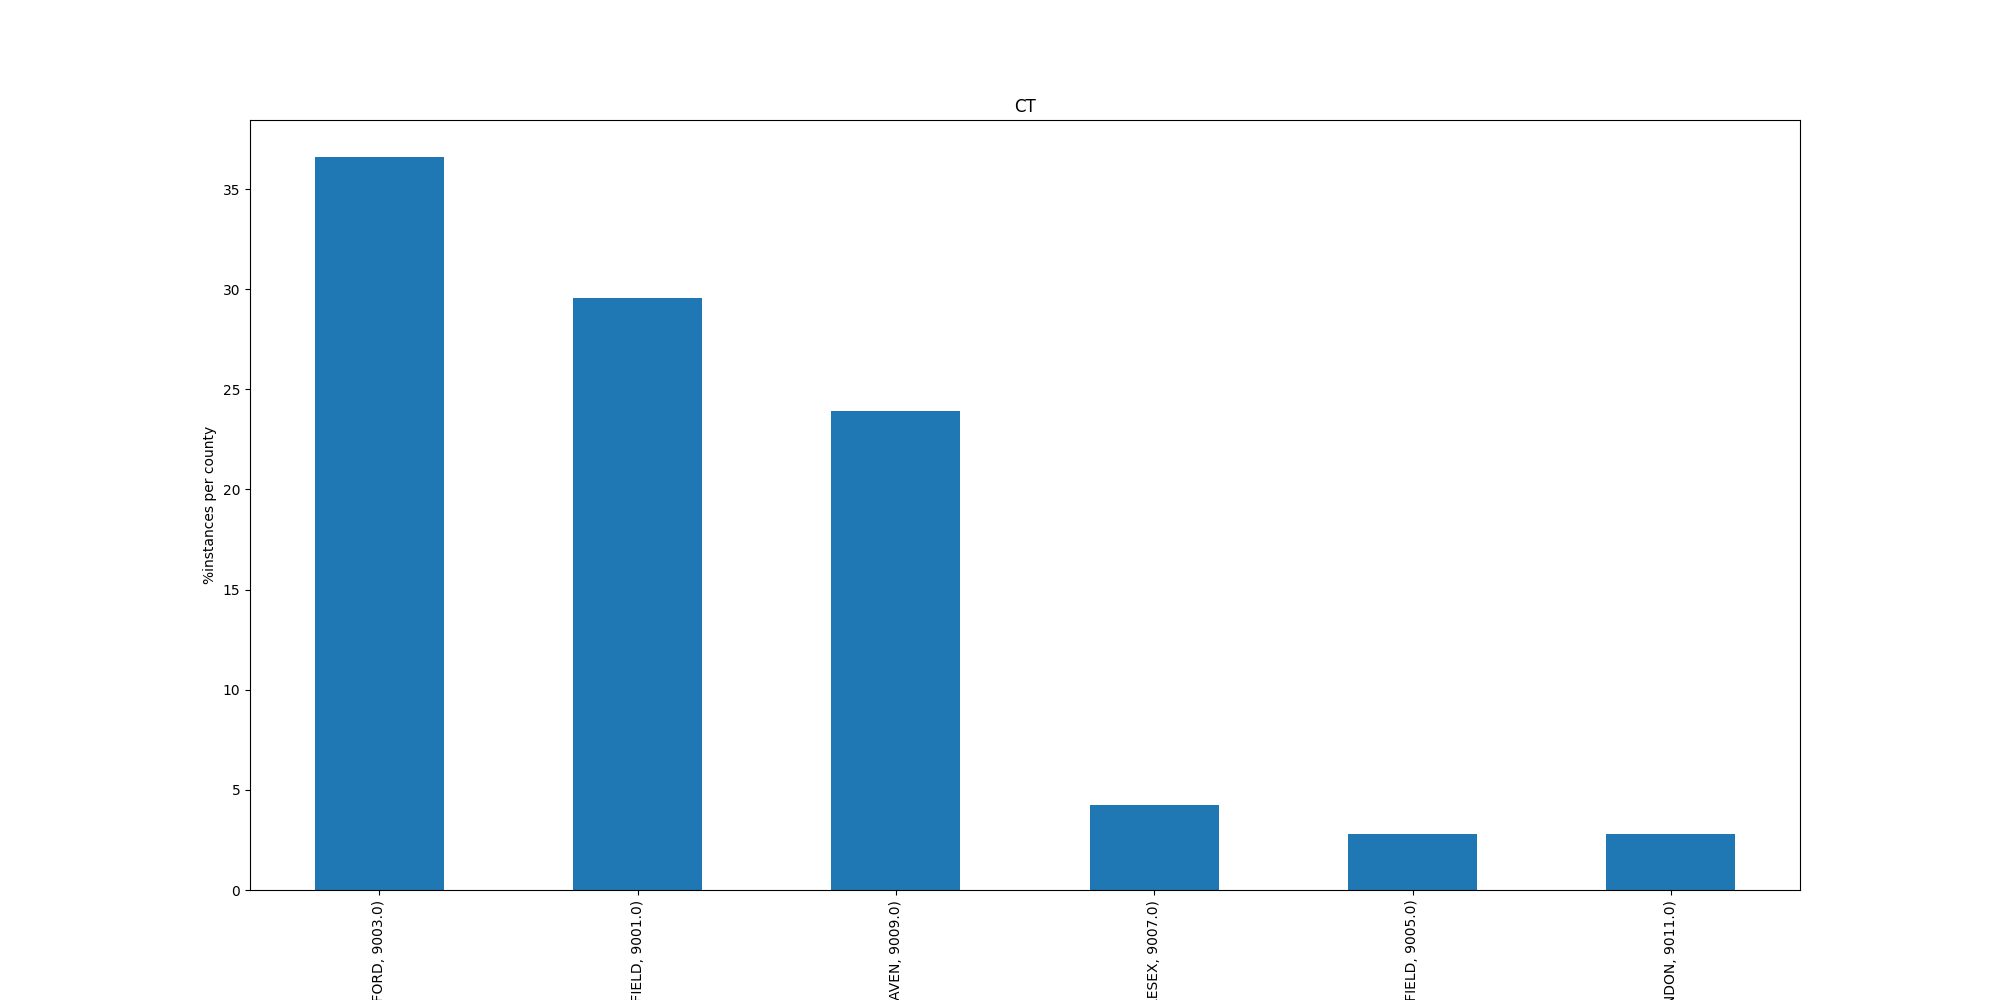 CT
%instances per county
35
30
25
20
15
10
5
0
FORD, 9003.0)
FIELD, 9001.0)
AVEN, 9009.0)
ESEX, 9007.0)
FIELD, 9005.0)
NDON, 9011.0)